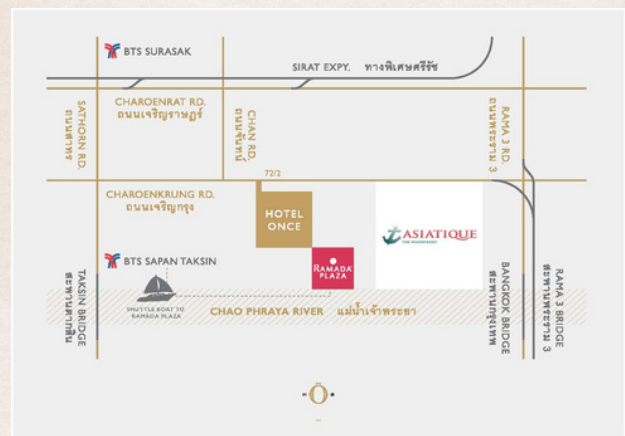 BTS SURASAK
SIRAT EXPY. ทางพิเศษศรีรัช
SATHORN RD.
ถนนสาทร
CHAROENRAT RD.
ถนนเจริญราษฎร์
CHAN RD.
ถนนจันทน์
RAMA 3 RD.
ถนนพระราม 3
72/2
CHAROENKRUNG RD.
ถนนเจริญกรุง
HOTEL
ONCE
ASIATIQUE
THE RIVERFRONT
RAMADA
PLAZA
BTS SAPAN TAKSIN
SHUTTLE BOAT TO
RAMADA PLAZA
CHAO PHRAYA RIVER แม่น้ำเจ้าพระยา
TAKSIN BRIDGE
สะพานตากสิน
BANGKOK BRIDGE
สะพานกรุงเทพ
RAMA 3 BRIDGE
สะพานพระราม 3
Ö